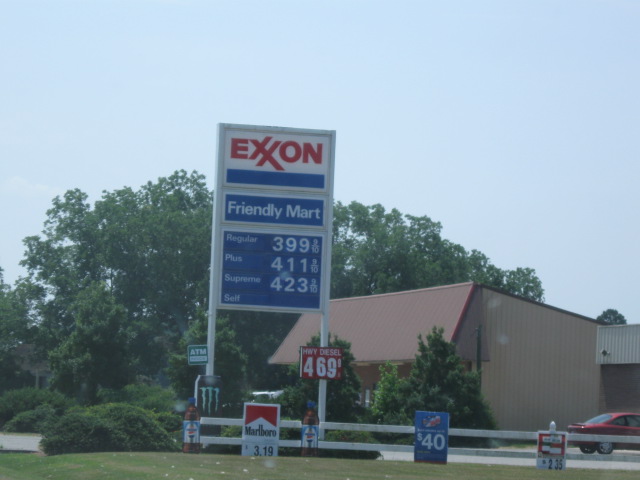 EXXON
Friendly Mart
Regular 399 9/10
Plus 411 9/10
Supreme 423 9/10
Self
ATM
HWY DIESEL
469 9
Marlboro
3.19
$40
2.35